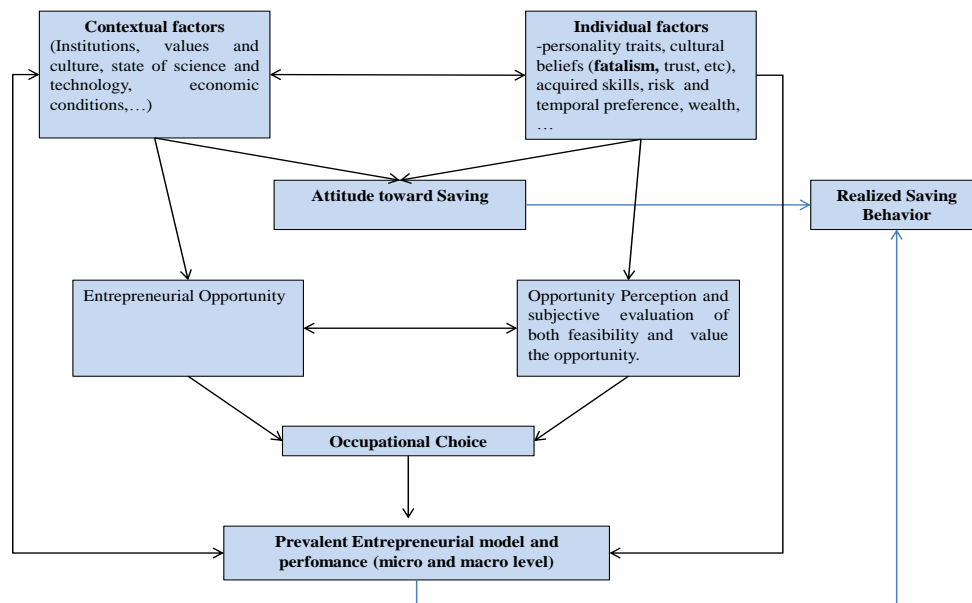 Contextual factors
(Institutions, values and
culture, state of science and
technology, economic
conditions,…)
Individual factors
-personality traits, cultural
beliefs (fatalism, trust, etc),
acquired skills, risk and
temporal preference, wealth,
…
Attitude toward Saving
Realized Saving
Behavior
Entrepreneurial Opportunity
Opportunity Perception and
subjective evaluation of
both feasibility and value
the opportunity.
Occupational Choice
Prevalent Entrepreneurial model and
perfomance (micro and macro level)